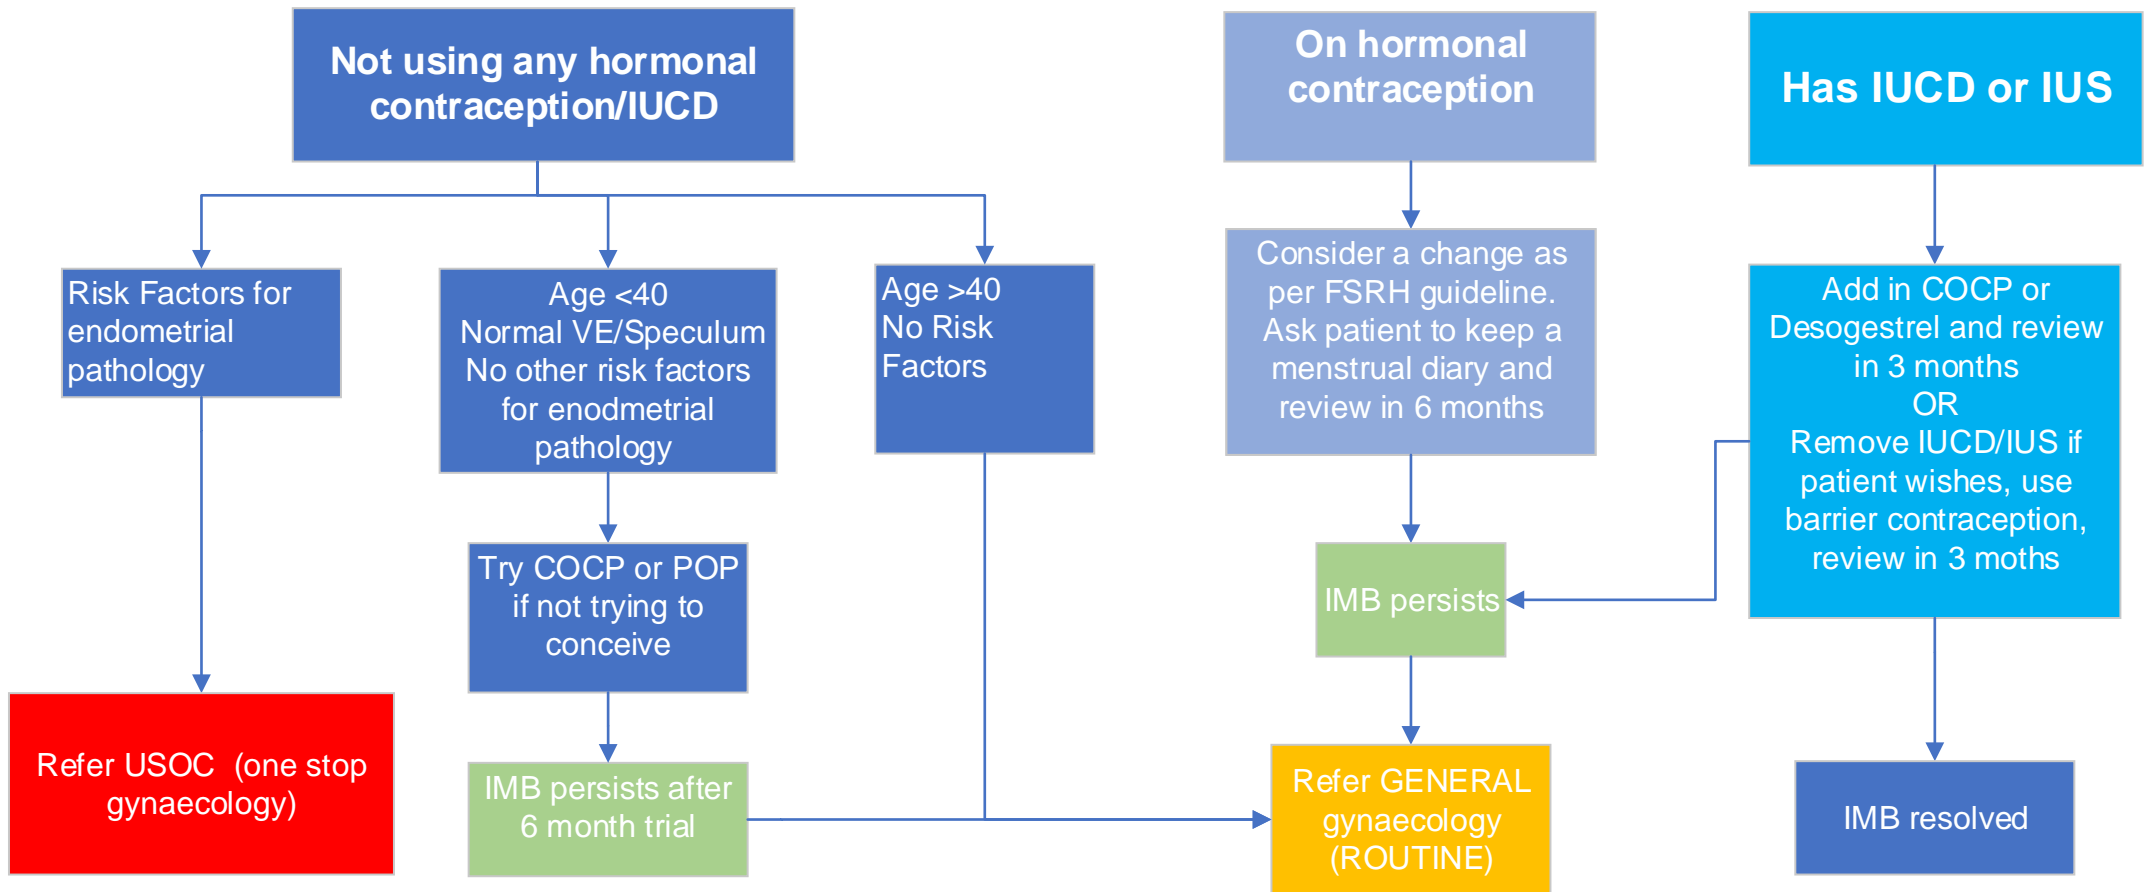 Not using any hormonal
contraception/IUCD
On hormonal
contraception
Has IUCD or IUS
Risk Factors for
endometrial
pathology
Age <40
Normal VE/Speculum
No other risk factors
for enodmetrial
pathology
Age >40
No Risk
Factors
Consider a change as
per FSRH guideline.
Ask patient to keep a
menstrual diary and
review in 6 months
Add in COCP or
Desogestrel and review
in 3 months
OR
Remove IUCD/IUS if
patient wishes, use
barrier contraception,
review in 3 moths
Try COCP or POP
if not trying to
conceive
IMB persists
Refer USOC  (one stop
gynaecology)
IMB persists after
6 month trial
Refer GENERAL
gynaecology
(ROUTINE)
IMB resolved